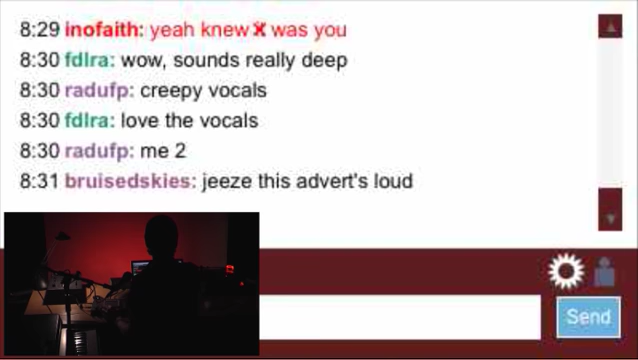 8:29 inofaith: yeah knew x was you
8:30 fdlra: wow, sounds really deep
8:30 radufp: creepy vocals
8:30 fdlra: love the vocals
8:30 radufp: me 2
8:31 bruisedskies: jeeze this advert's loud
Send